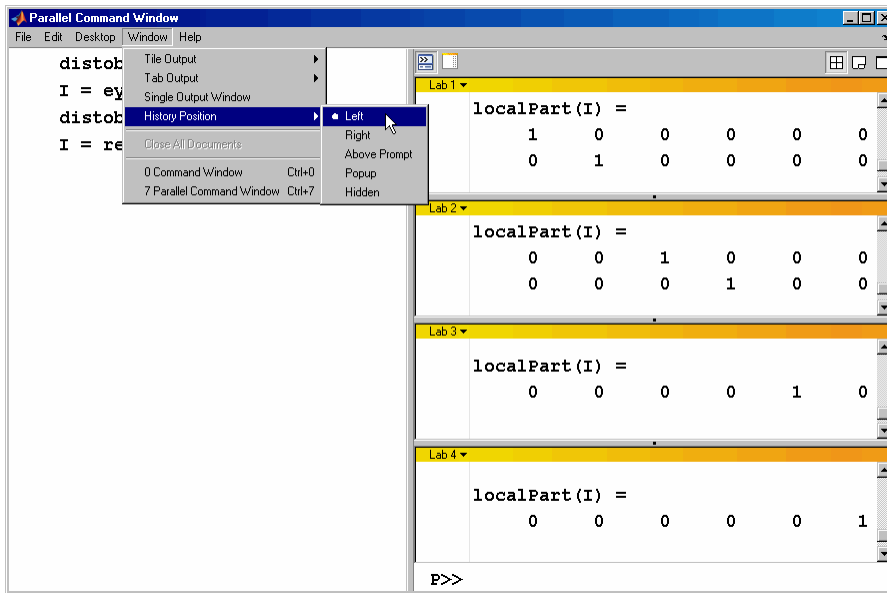 Parallel Command Window
File Edit Desktop Window Help
distob
I = ey
distob
I = re
Tile Output
Tab Output
Single Output Window
History Position
Close All Documents
0 Command Window Ctrl+0
7 Parallel Command Window Ctrl+7
Left
Right
Above Prompt
Popup
Hidden
Lab 1
localPart(I) =
1 0 0 0 0 0
0 1 0 0 0 0
Lab 2
localPart(I) =
0 0 1 0 0 0
0 0 0 1 0 0
Lab 3
localPart(I) =
0 0 0 0 1 0
Lab 4
localPart(I) =
0 0 0 0 0 1
P>>